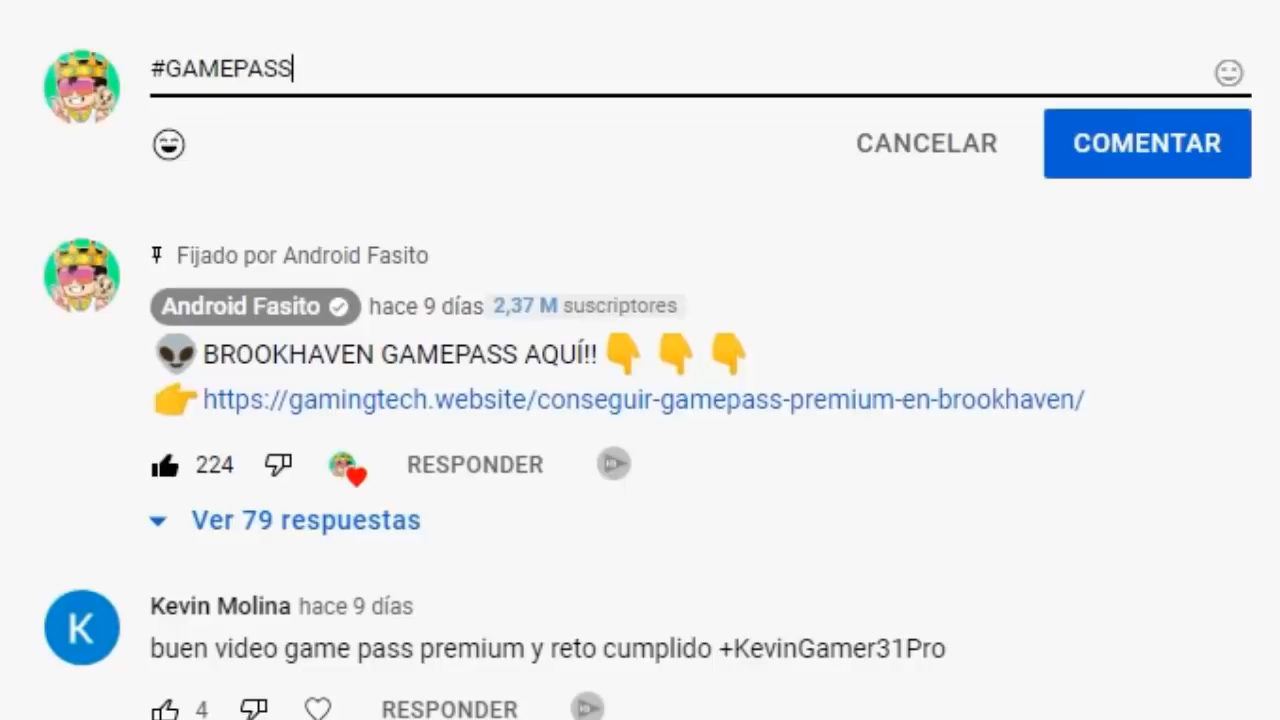 #GAMEPASS
CANCELAR
COMENTAR
Fijado por Android Fasito
Android Fasito hace 9 días 2,37 M suscriptores
👽 BROOKHAVEN GAMEPASS AQUÍ!! 👇 👇 👇
👉 https://gamingtech.website/conseguir-gamepass-premium-en-brookhaven/
224 RESPONDER
Ver 79 respuestas
K
Kevin Molina hace 9 días
buen video game pass premium y reto cumplido +KevinGamer31Pro
4 RESPONDER